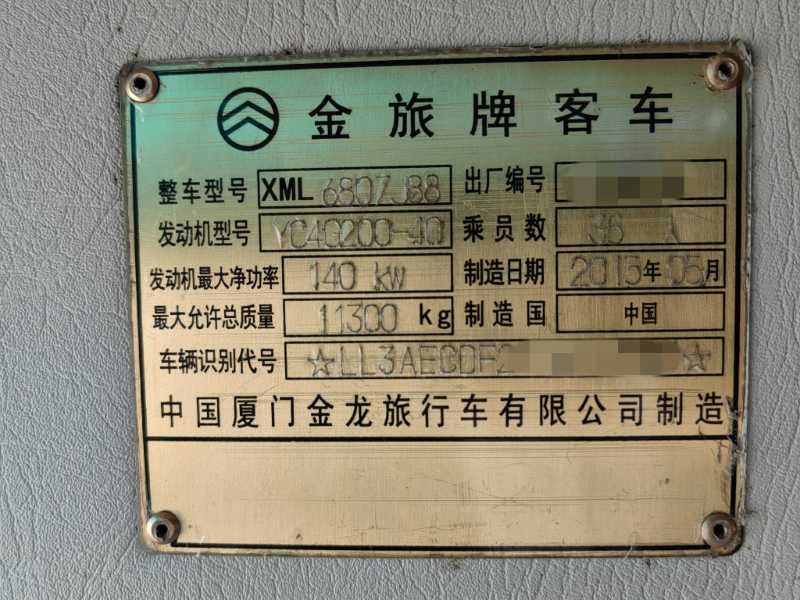 金旅牌客车
整车型号 XML 6807J88 出厂编号
发动机型号 YC4G200-40 乘员数 36 人
发动机最大净功率 140 kw 制造日期 2015年05月
最大允许总质量 11300 kg 制造国 中国
车辆识别代号 ☆LL3AECDF2 ☆
中国厦门金龙旅行车有限公司制造